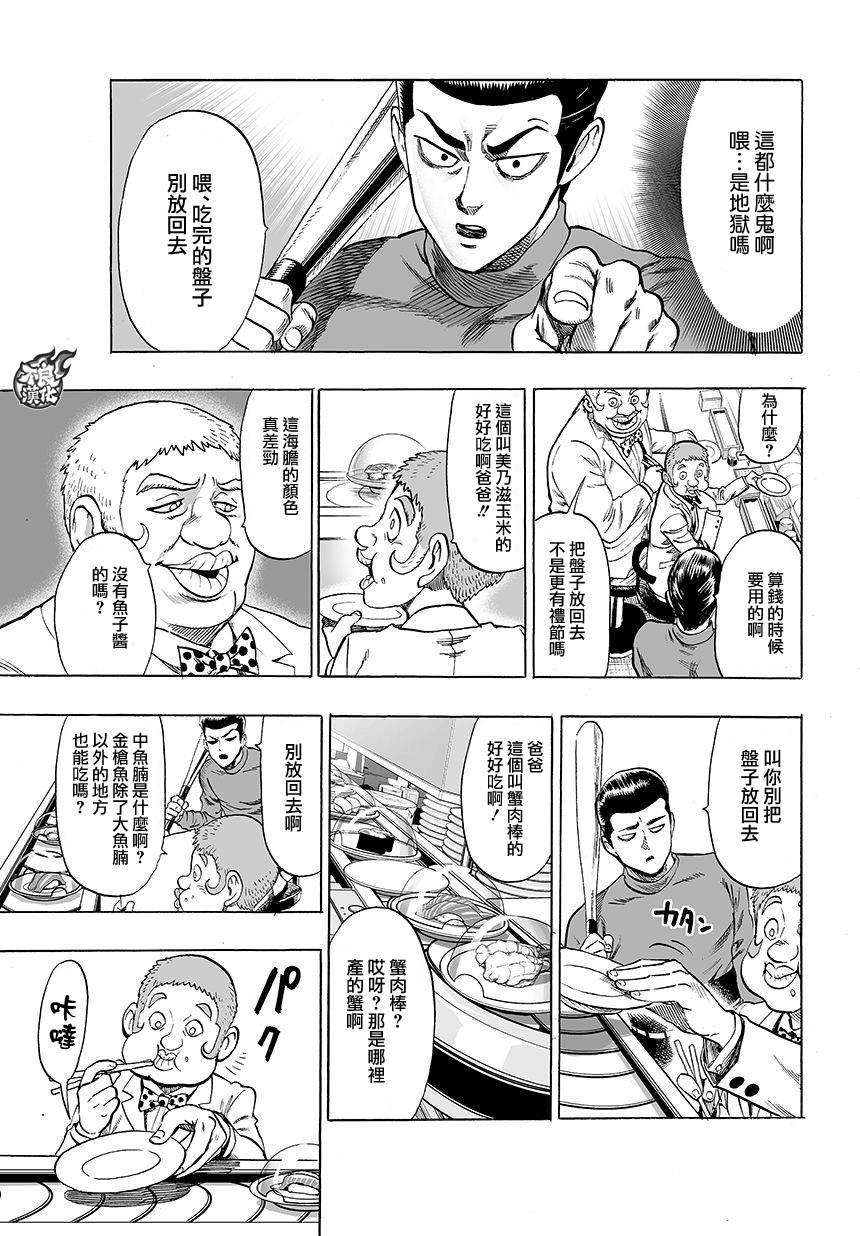 這都什麼鬼啊
喂…是地獄嗎
喂、吃完的盤子
別放回去
為什麼?
算錢的時候
要用的啊
把盤子放回去
不是更有禮節嗎
這個叫美乃滋玉米的
好好吃啊爸爸!!
這海膽的顏色
真差勁
沒有魚子醬
的嗎?
叫你別把
盤子放回去
カタン
爸爸
這個叫蟹肉棒的
好好吃啊!
蟹肉棒?
哎呀?那是哪裡
產的蟹啊
別放回去啊
中魚腩是什麼啊?
金槍魚除了大魚腩
以外的地方
也能吃嗎?
パク
咔噠
狼漢化